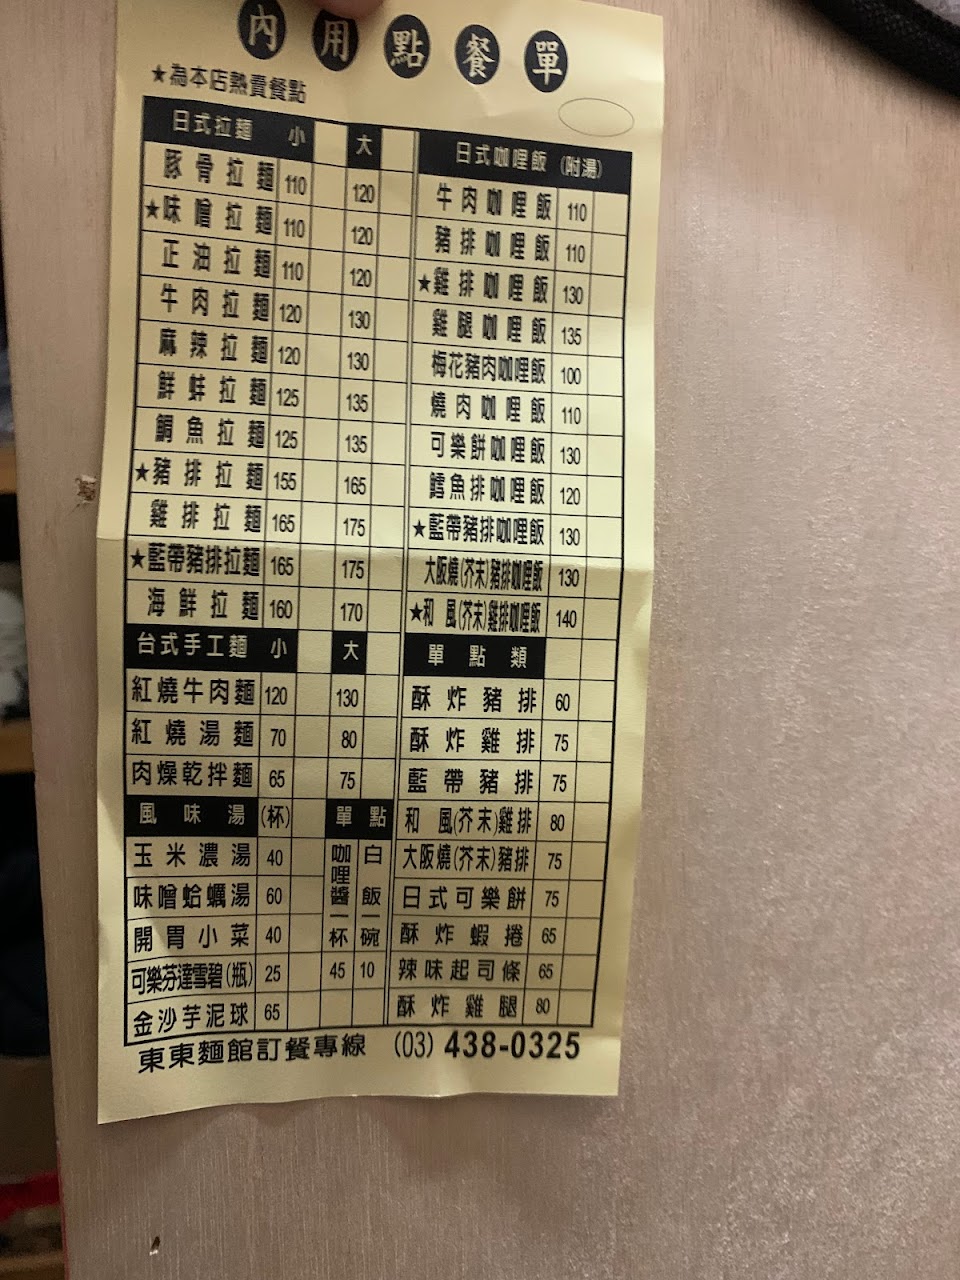 內用點餐單
★為本店熱賣餐點
日式拉麵 小 大
豚骨拉麵 110 120
★味噌拉麵 110 120
正油拉麵 110 120
牛肉拉麵 120 130
麻辣拉麵 120 130
鮮蚌拉麵 125 135
鯛魚拉麵 125 135
★豬排拉麵 155 165
雞排拉麵 165 175
★藍帶豬排拉麵 165 175
海鮮拉麵 160 170
台式手工麵 小 大
紅燒牛肉麵 120 130
紅燒湯麵 70 80
肉燥乾拌麵 65 75
風味湯 (杯)
玉米濃湯 40
味噌蛤蠣湯 60
開胃小菜 40
可樂芬達雪碧(瓶) 25
金沙芋泥球 65
單點
咖哩醬一杯 45
白飯一碗 10
日式咖哩飯 (附湯)
牛肉咖哩飯 110
豬排咖哩飯 110
★雞排咖哩飯 130
雞腿咖哩飯 135
梅花豬肉咖哩飯 100
燒肉咖哩飯 110
可樂餅咖哩飯 130
鱈魚排咖哩飯 120
★藍帶豬排咖哩飯 130
大阪燒(芥末)豬排咖哩飯 130
★和風(芥末)雞排咖哩飯 140
單點類
酥炸豬排 60
酥炸雞排 75
藍帶豬排 75
和風(芥末)雞排 80
大阪燒(芥末)豬排 75
日式可樂餅 75
酥炸蝦捲 65
辣味起司條 65
酥炸雞腿 80
東東麵館訂餐專線 (03) 438-0325